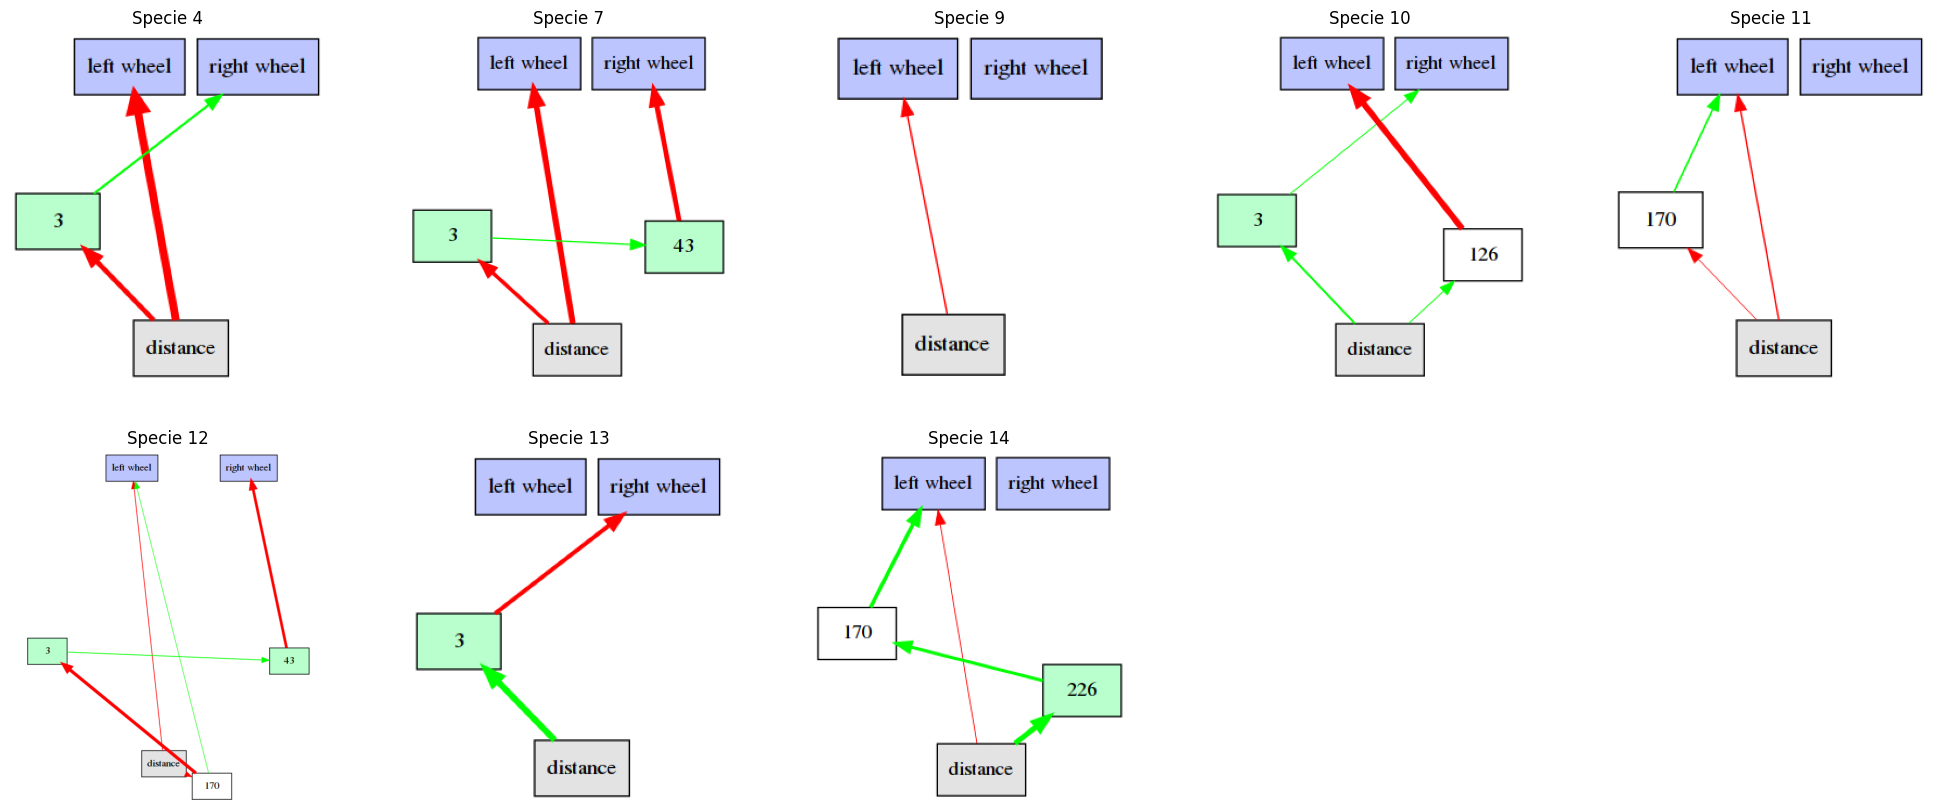 Specie 4
left wheel
right wheel
3
distance
Specie 7
left wheel
right wheel
3
43
distance
Specie 9
left wheel
right wheel
distance
Specie 10
left wheel
right wheel
3
126
distance
Specie 11
left wheel
right wheel
170
distance
Specie 12
left wheel
right wheel
3
43
distance
170
Specie 13
left wheel
right wheel
3
distance
Specie 14
left wheel
right wheel
170
226
distance